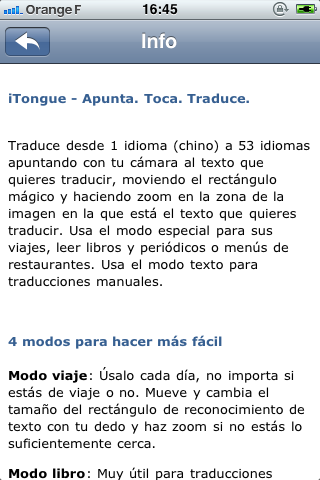 Orange F 16:45
Info
iTongue - Apunta. Toca. Traduce.
Traduce desde 1 idioma (chino) a 53 idiomas
apuntando con tu cámara al texto que
quieres traducir, moviendo el rectángulo
mágico y haciendo zoom en la zona de la
imagen en la que está el texto que quieres
traducir. Usa el modo especial para sus
viajes, leer libros y periódicos o menús de
restaurantes. Usa el modo texto para
traducciones manuales.
4 modos para hacer más fácil
Modo viaje: Úsalo cada día, no importa si
estás de viaje o no. Mueve y cambia el
tamaño del rectángulo de reconocimiento de
texto con tu dedo y haz zoom si no estás lo
suficientemente cerca.
Modo libro: Muy útil para traducciones